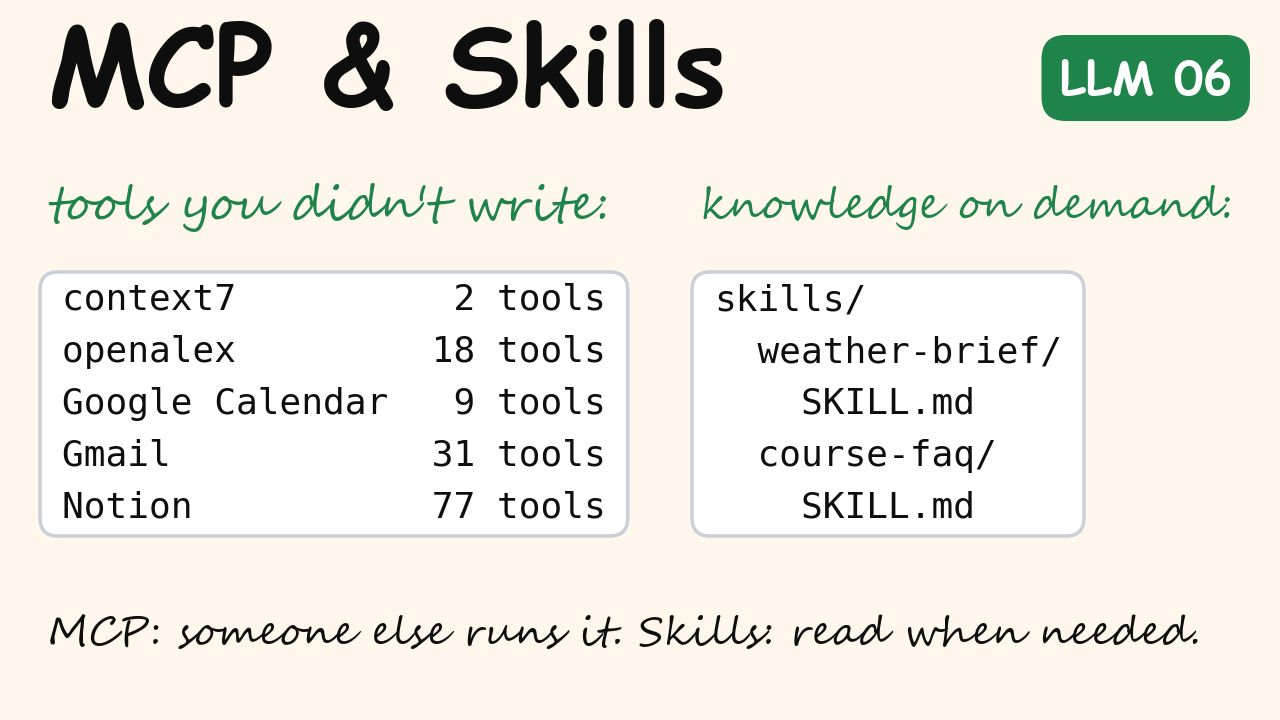 MCP & Skills
LLM 06
tools you didn't write:
context7 2 tools
openalex 18 tools
Google Calendar 9 tools
Gmail 31 tools
Notion 77 tools
knowledge on demand:
skills/
weather-brief/
SKILL.md
course-faq/
SKILL.md
MCP: someone else runs it. Skills: read when needed.